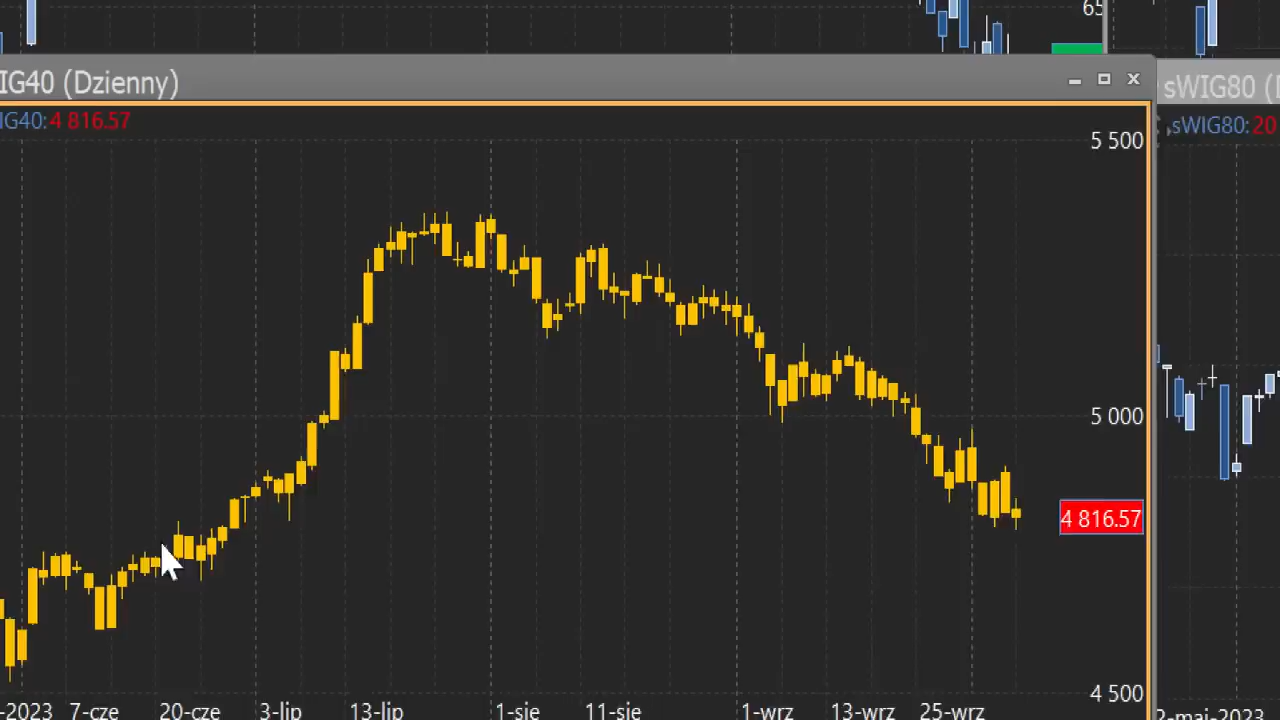 IG40 (Dzienny)
IG40:4 816.57
5 500
5 000
4 816.57
4 500
-2023 7-cze 20-cze 3-lip 13-lip 1-sie 11-sie 1-wrz 13-wrz 25-wrz
65
sWIG80 (
sWIG80:20
2-maj-2023